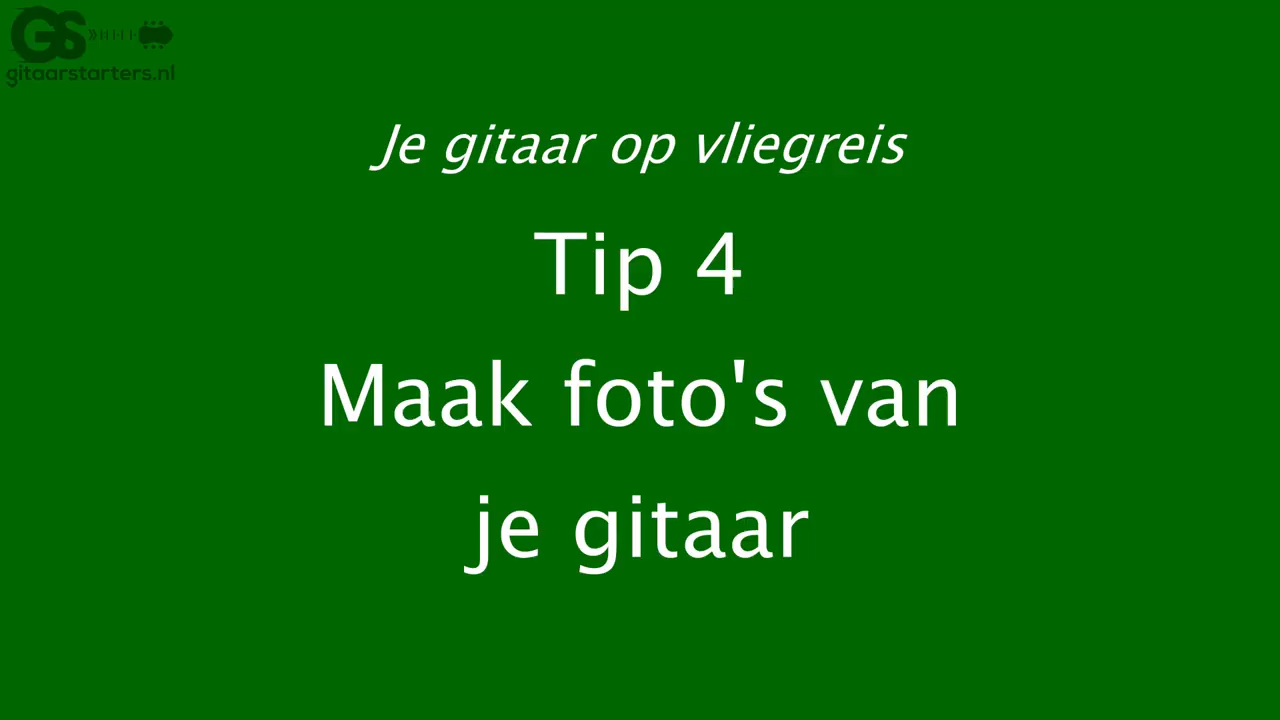 GS
gitaarstarters.nl
Je gitaar op vliegreis
Tip 4
Maak foto's van
je gitaar